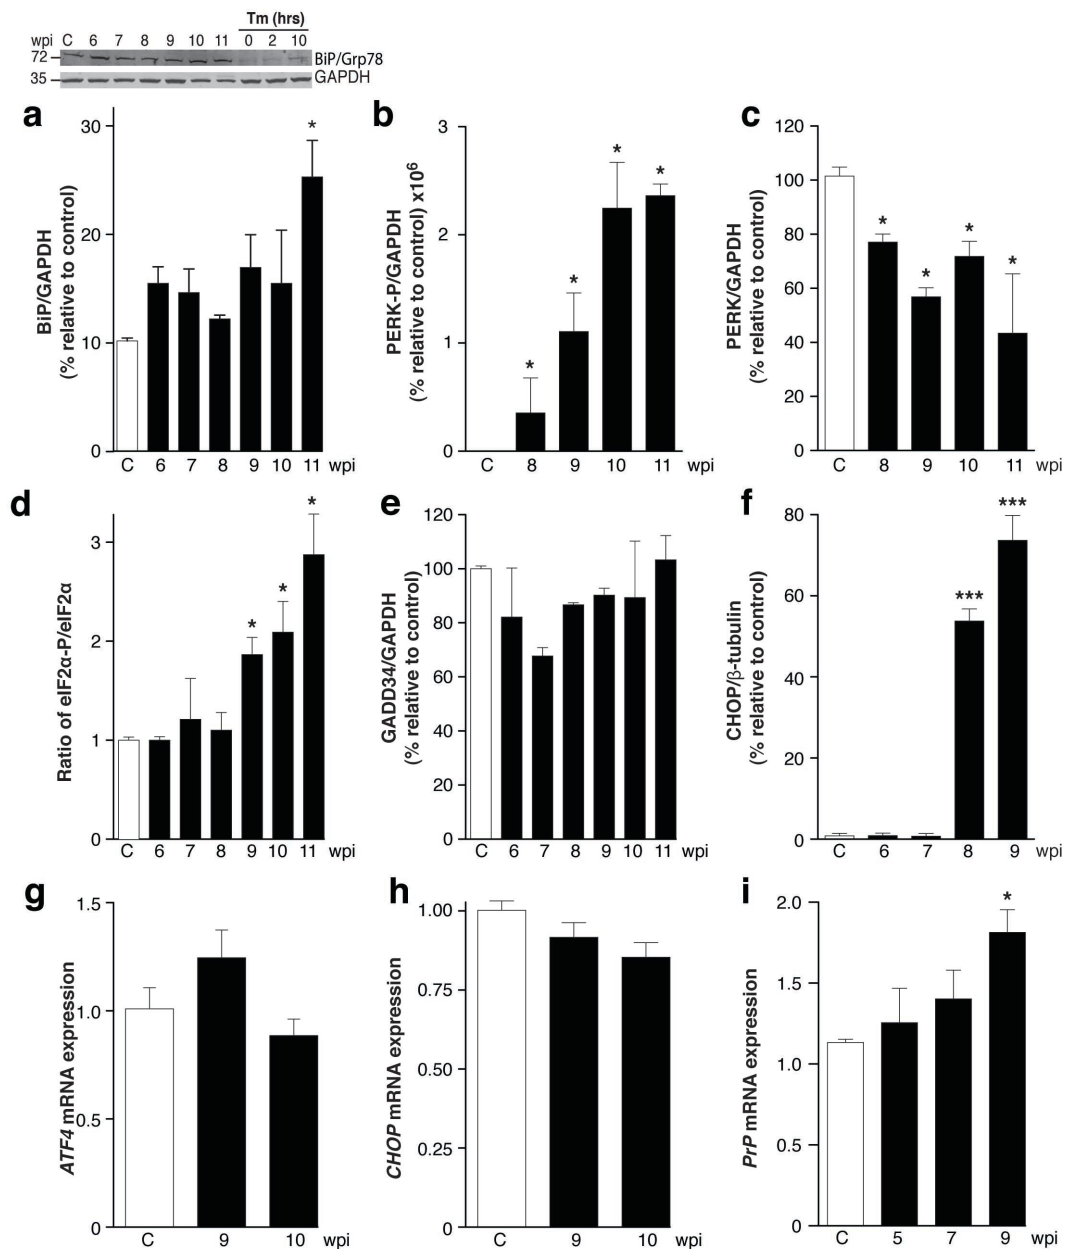 Tm (hrs)
wpi C 6 7 8 9 10 11 0 2 10
72 BiP/Grp78
35 GAPDH
a
BiP/GAPDH
(% relative to control)
30
20
10
0
C 6 7 8 9 10 11 wpi
b
PERK-P/GAPDH
(% relative to control) x10⁶
3
2
1
0
C 8 9 10 11 wpi
* * * *
c
PERK/GAPDH
(% relative to control)
120
100
80
60
40
20
0
C 8 9 10 11 wpi
* * * *
d
Ratio of eIF2α-P/eIF2α
3
2
1
0
C 6 7 8 9 10 11 wpi
* * *
e
GADD34/GAPDH
(% relative to control)
120
100
80
60
40
20
0
C 6 7 8 9 10 11 wpi
f
CHOP/β-tubulin
(% relative to control)
80
60
40
20
0
C 6 7 8 9 wpi
*** ***
g
ATF4 mRNA expression
1.5
1.0
0.5
0
C 9 10 wpi
h
CHOP mRNA expression
1.00
0.75
0.50
0.25
0
C 9 10 wpi
i
PrP mRNA expression
2.0
1.5
1.0
0.5
0
C 5 7 9 wpi
*